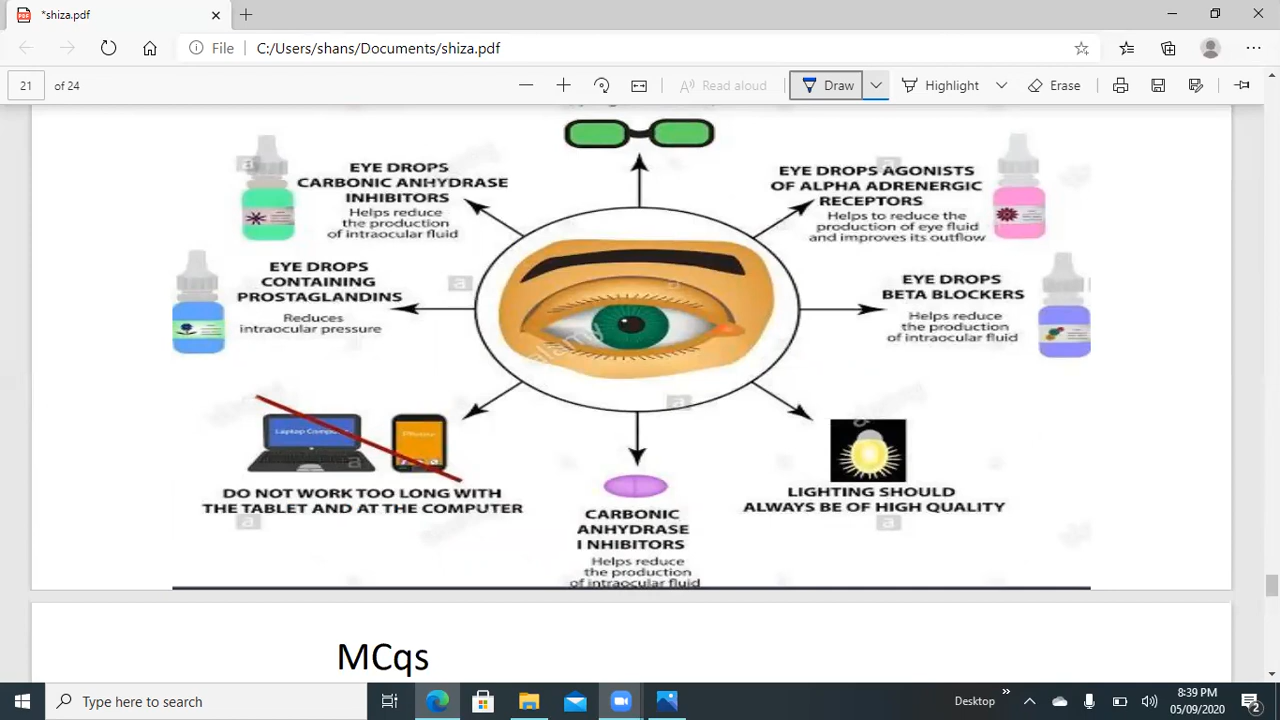 *shiza.pdf
File
C:/Users/shans/Documents/shiza.pdf
21
of 24
Read aloud
Draw
Highlight
Erase
EYE DROPS
CARBONIC ANHYDRASE
INHIBITORS
Helps reduce
the production
of intraocular fluid
EYE DROPS AGONISTS
OF ALPHA ADRENERGIC
RECEPTORS
Helps to reduce the
production of eye fluid
and improves its outflow
EYE DROPS
CONTAINING
PROSTAGLANDINS
Reduces
intraocular pressure
EYE DROPS
BETA BLOCKERS
Helps reduce
the production
of intraocular fluid
alamy
Laptop Computer
Phone
DO NOT WORK TOO LONG WITH
THE TABLET AND AT THE COMPUTER
CARBONIC
ANHYDRASE
I NHIBITORS
Helps reduce
the production
of intraocular fluid
LIGHTING SHOULD
ALWAYS BE OF HIGH QUALITY
MCqs
Type here to search
Desktop
8:39 PM
05/09/2020
2